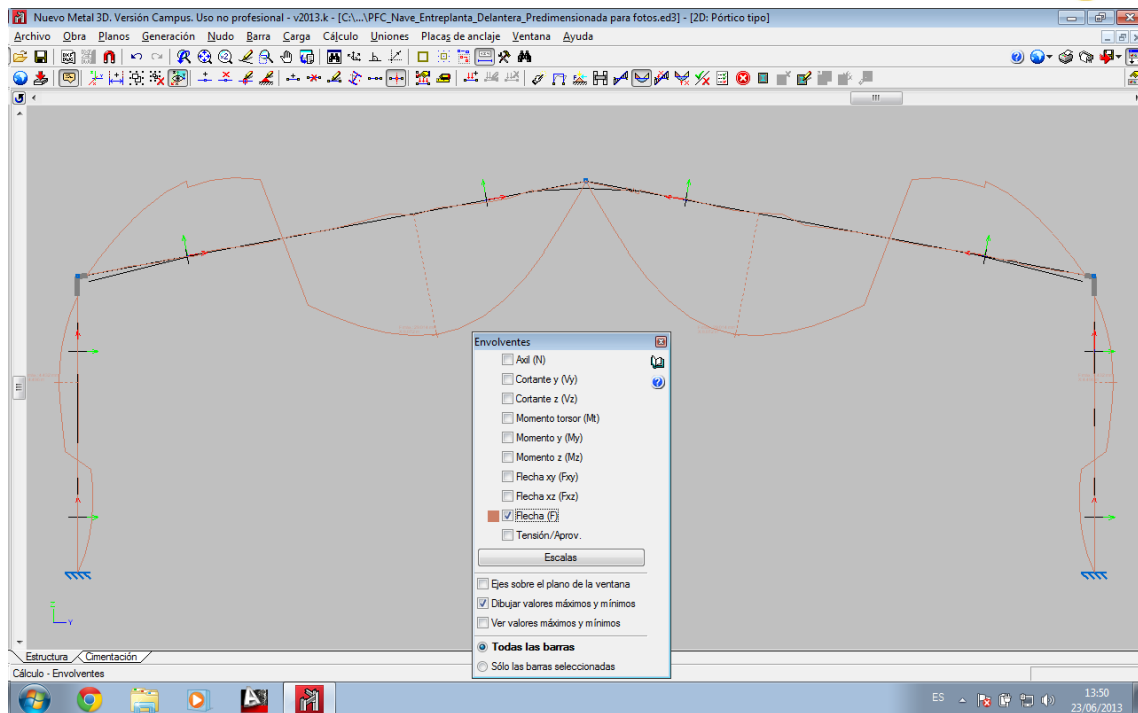 Nuevo Metal 3D. Versión Campus. Uso no profesional - v2013.k - [C:\...\PFC_Nave_Entreplanta_Delantera_Predimensionada para fotos.ed3] - [2D: Pórtico tipo]
Archivo Obra Planos Generación Nudo Barra Carga Cálculo Uniones Placas de anclaje Ventana Ayuda
Envolventes
Axil (N)
Cortante y (Vy)
Cortante z (Vz)
Momento torsor (Mt)
Momento y (My)
Momento z (Mz)
Flecha xy (Fxy)
Flecha xz (Fxz)
Flecha (F)
Tensión/Aprov.
Escalas
Ejes sobre el plano de la ventana
Dibujar valores máximos y mínimos
Ver valores máximos y mínimos
Todas las barras
Sólo las barras seleccionadas
Z
Y
Estructura Cimentación
Cálculo - Envolventes
ES
13:50
23/06/2013